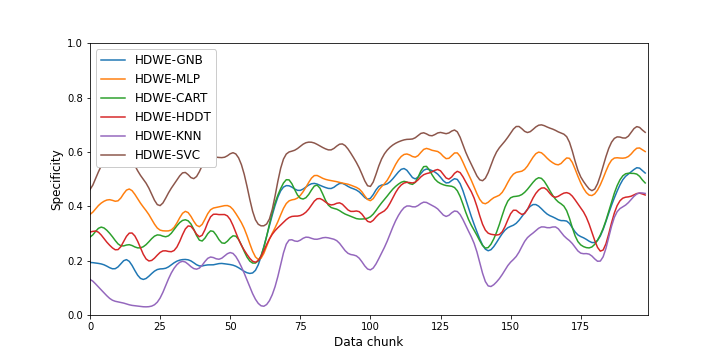 1.0
0.8
0.6
0.4
0.2
0.0
Specificity
HDWE-GNB
HDWE-MLP
HDWE-CART
HDWE-HDDT
HDWE-KNN
HDWE-SVC
0 25 50 75 100 125 150 175
Data chunk